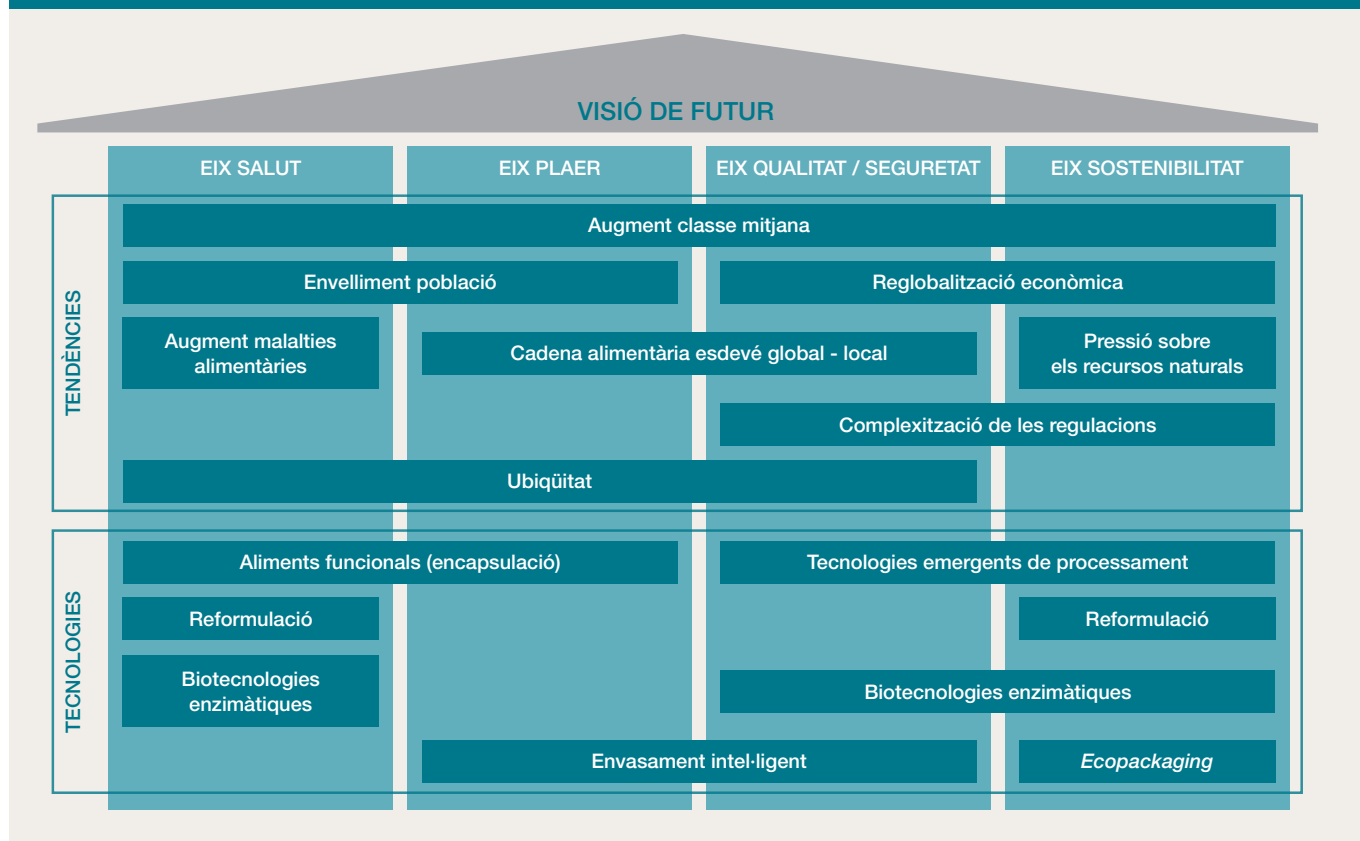 VISIÓ DE FUTUR
EIX SALUT
EIX PLAER
EIX QUALITAT / SEGURETAT
EIX SOSTENIBILITAT
TENDÈNCIES
Augment classe mitjana
Envelliment població
Reglobalització econòmica
Augment malalties
alimentàries
Cadena alimentària esdevé global - local
Pressió sobre
els recursos naturals
Complexització de les regulacions
Ubiqüitat
TECNOLOGIES
Aliments funcionals (encapsulació)
Tecnologies emergents de processament
Reformulació
Reformulació
Biotecnologies
enzimàtiques
Biotecnologies enzimàtiques
Envasament intel·ligent
Ecopackaging